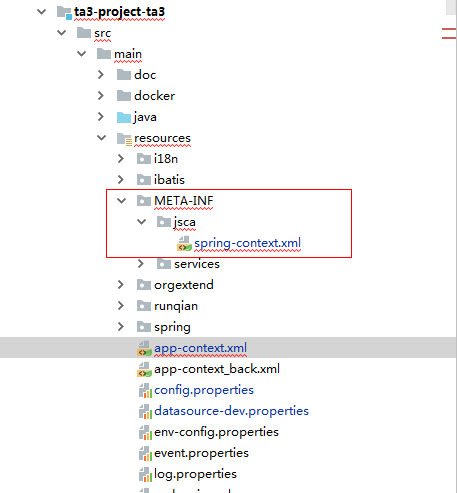 ta3-project-ta3
src
main
doc
docker
java
resources
i18n
ibatis
META-INF
jsca
spring-context.xml
services
orgextend
runqian
spring
app-context.xml
app-context_back.xml
config.properties
datasource-dev.properties
env-config.properties
event.properties
log.properties